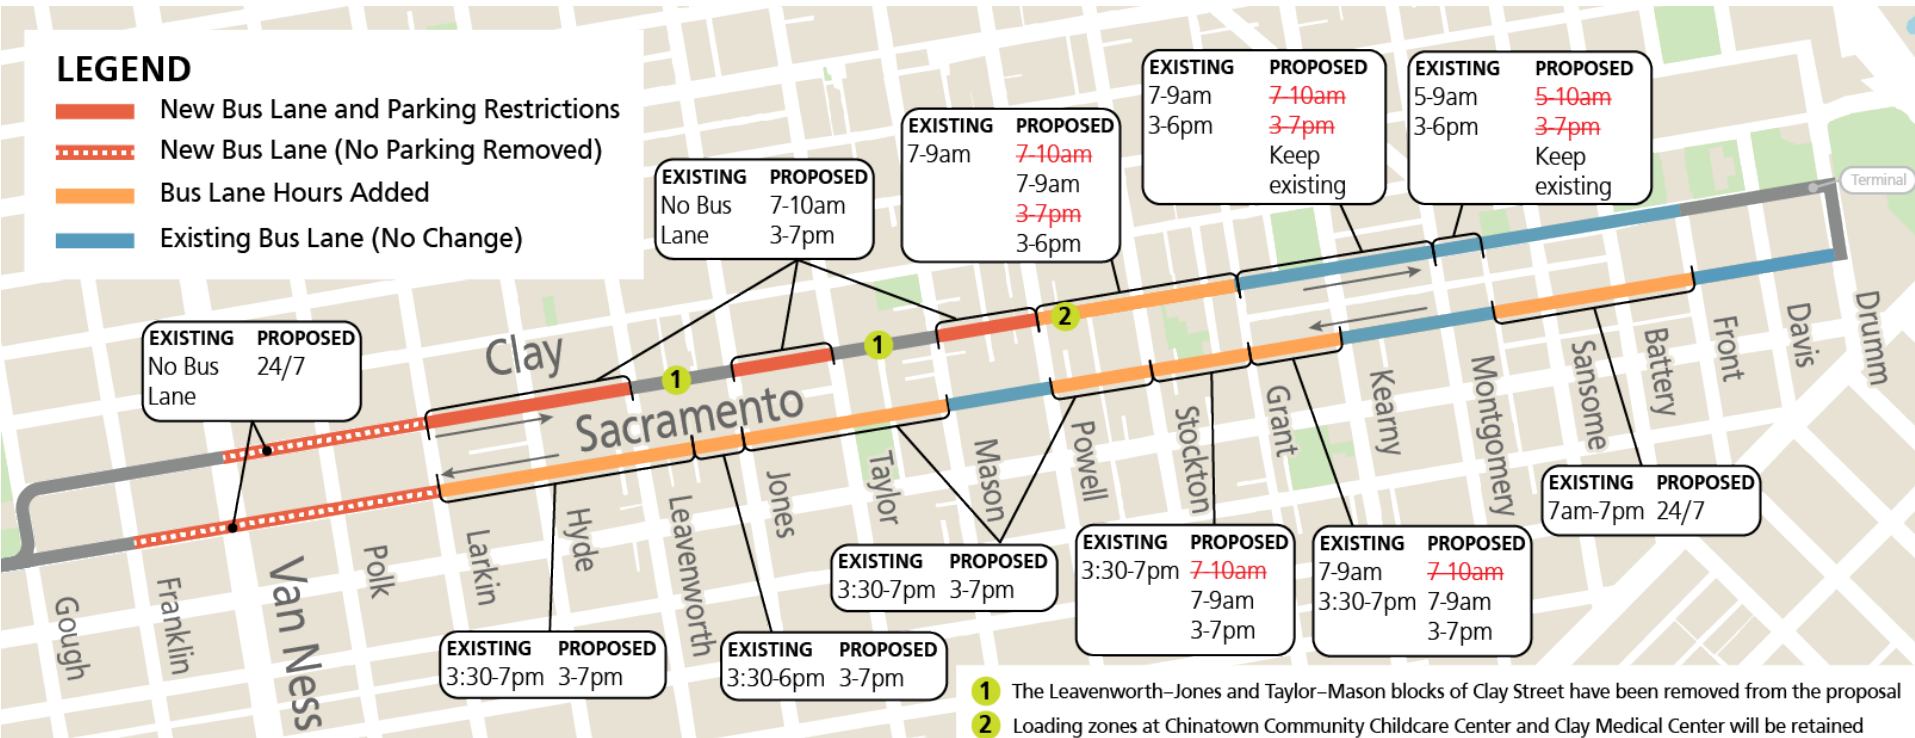 LEGEND
New Bus Lane and Parking Restrictions
New Bus Lane (No Parking Removed)
Bus Lane Hours Added
Existing Bus Lane (No Change)
EXISTING PROPOSED
No Bus 24/7
Lane
EXISTING PROPOSED
No Bus 7-10am
Lane 3-7pm
EXISTING PROPOSED
7-9am 7-10am
7-9am
3-7pm
3-6pm
EXISTING PROPOSED
7-9am 7-10am
3-6pm 3-7pm
Keep
existing
EXISTING PROPOSED
5-9am 5-10am
3-6pm 3-7pm
Keep
existing
Terminal
Clay
Sacramento
1
1
2
Gough
Franklin
Van Ness
Polk
Larkin
Hyde
Leavenworth
Jones
Taylor
Mason
Powell
Stockton
Grant
Kearny
Montgomery
Sansome
Battery
Front
Davis
Drumm
EXISTING PROPOSED
3:30-7pm 3-7pm
EXISTING PROPOSED
3:30-6pm 3-7pm
EXISTING PROPOSED
3:30-7pm 3-7pm
EXISTING PROPOSED
3:30-7pm 7-10am
7-9am
3-7pm
EXISTING PROPOSED
7-9am 7-10am
3:30-7pm 7-9am
3-7pm
EXISTING PROPOSED
7am-7pm 24/7
1 The Leavenworth–Jones and Taylor–Mason blocks of Clay Street have been removed from the proposal
2 Loading zones at Chinatown Community Childcare Center and Clay Medical Center will be retained